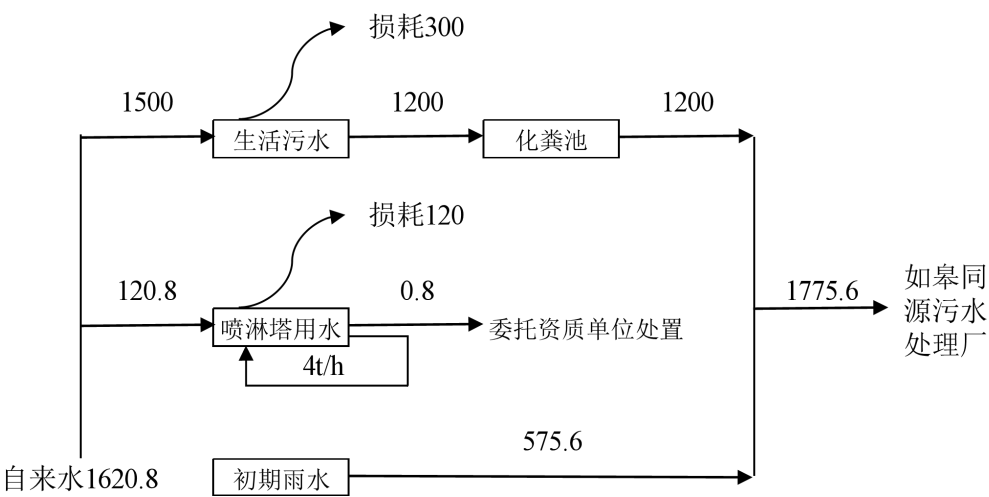 损耗300
1500
1200
1200
生活污水
化粪池
损耗120
120.8
0.8
1775.6
如皋同
源污水
处理厂
喷淋塔用水
委托资质单位处置
4t/h
575.6
自来水1620.8
初期雨水